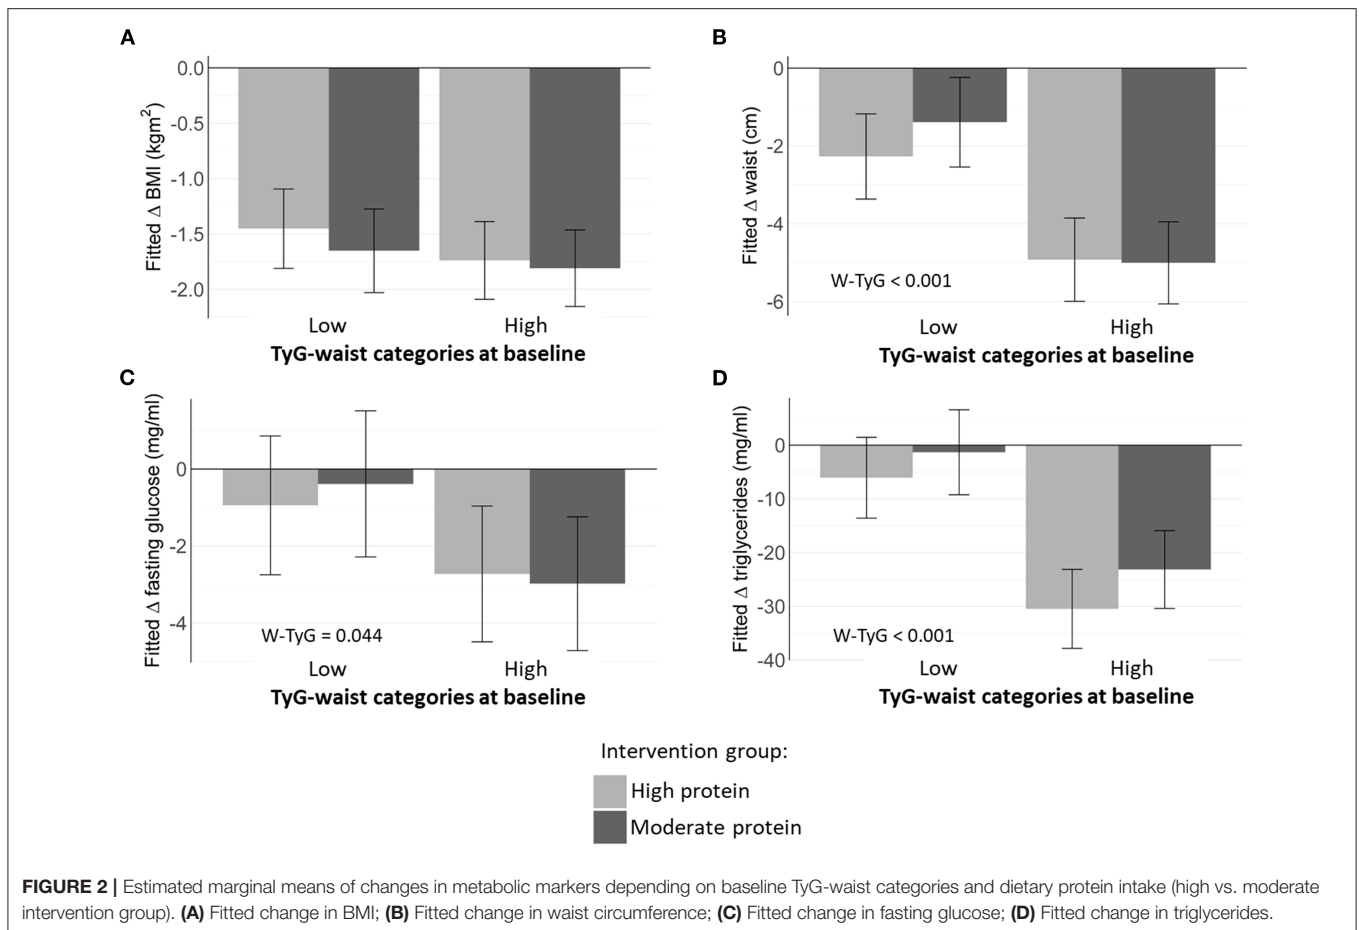 A
0.0
-0.5
-1.0
-1.5
-2.0
Fitted Δ BMI (kgm2)
Low High
TyG-waist categories at baseline
B
0
-2
-4
-6
Fitted Δ waist (cm)
W-TyG < 0.001
Low High
TyG-waist categories at baseline
C
0
-2
-4
Fitted Δ fasting glucose (mg/ml)
W-TyG = 0.044
Low High
TyG-waist categories at baseline
D
0
-10
-20
-30
-40
Fitted Δ triglycerides (mg/ml)
W-TyG < 0.001
Low High
TyG-waist categories at baseline
Intervention group:
High protein
Moderate protein
FIGURE 2 | Estimated marginal means of changes in metabolic markers depending on baseline TyG-waist categories and dietary protein intake (high vs. moderate
intervention group). (A) Fitted change in BMI; (B) Fitted change in waist circumference; (C) Fitted change in fasting glucose; (D) Fitted change in triglycerides.